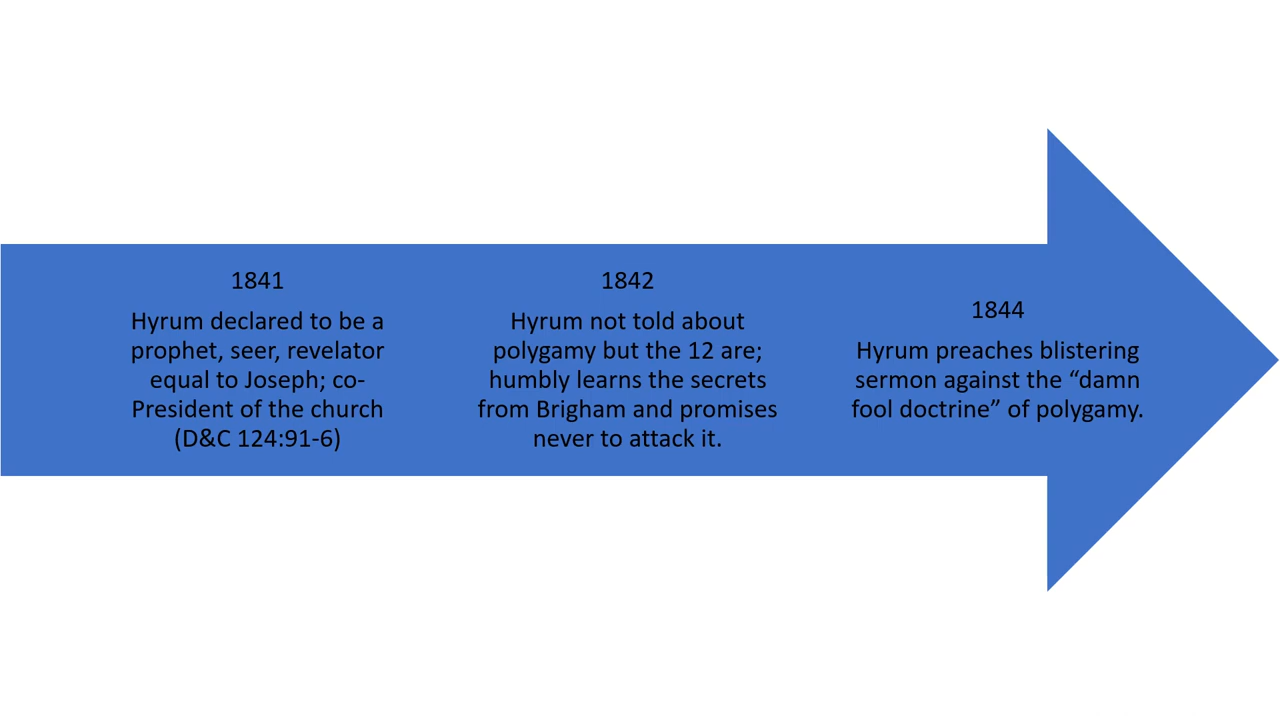 1841
Hyrum declared to be a
prophet, seer, revelator
equal to Joseph; co-
President of the church
(D&C 124:91-6)
1842
Hyrum not told about
polygamy but the 12 are;
humbly learns the secrets
from Brigham and promises
never to attack it.
1844
Hyrum preaches blistering
sermon against the “damn
fool doctrine” of polygamy.